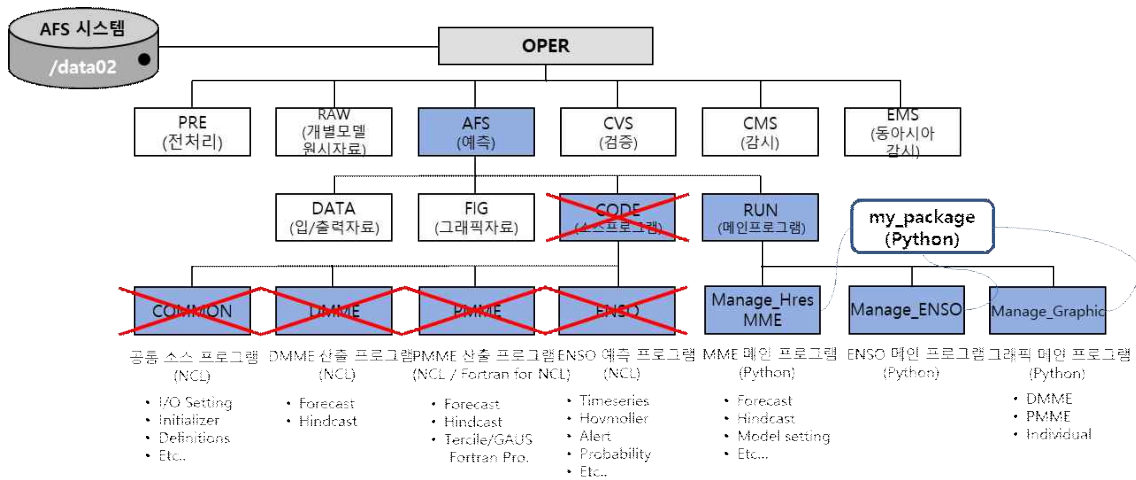 AFS 시스템
/data02
OPER
PRE
(전처리)
RAW
(개별모델
원시자료)
AFS
(예측)
CVS
(검증)
CMS
(감시)
EMS
(동아시아
감시)
DATA
(입/출력자료)
FIG
(그래픽자료)
CODE
(소스프로그램)
RUN
(메인프로그램)
my_package
(Python)
COMMON
DMME
PMME
ENSO
Manage_Hres
MME
Manage_ENSO
Manage_Graphic
공통 소스 프로그램
(NCL)
• I/O Setting
• Initializer
• Definitions
• Etc..
DMME 산출 프로그램
(NCL)
• Forecast
• Hindcast
PMME 산출 프로그램
(NCL / Fortran for NCL)
• Forecast
• Hindcast
• Tercile/GAUS
Fortran Pro.
ENSO 예측 프로그램
(NCL)
• Timeseries
• Hovmoller
• Alert
• Probability
• Etc..
MME 메인 프로그램
(Python)
• Forecast
• Hindcast
• Model setting
• Etc...
ENSO 메인 프로그램
(Python)
그래픽 메인 프로그램
(Python)
• DMME
• PMME
• Individual